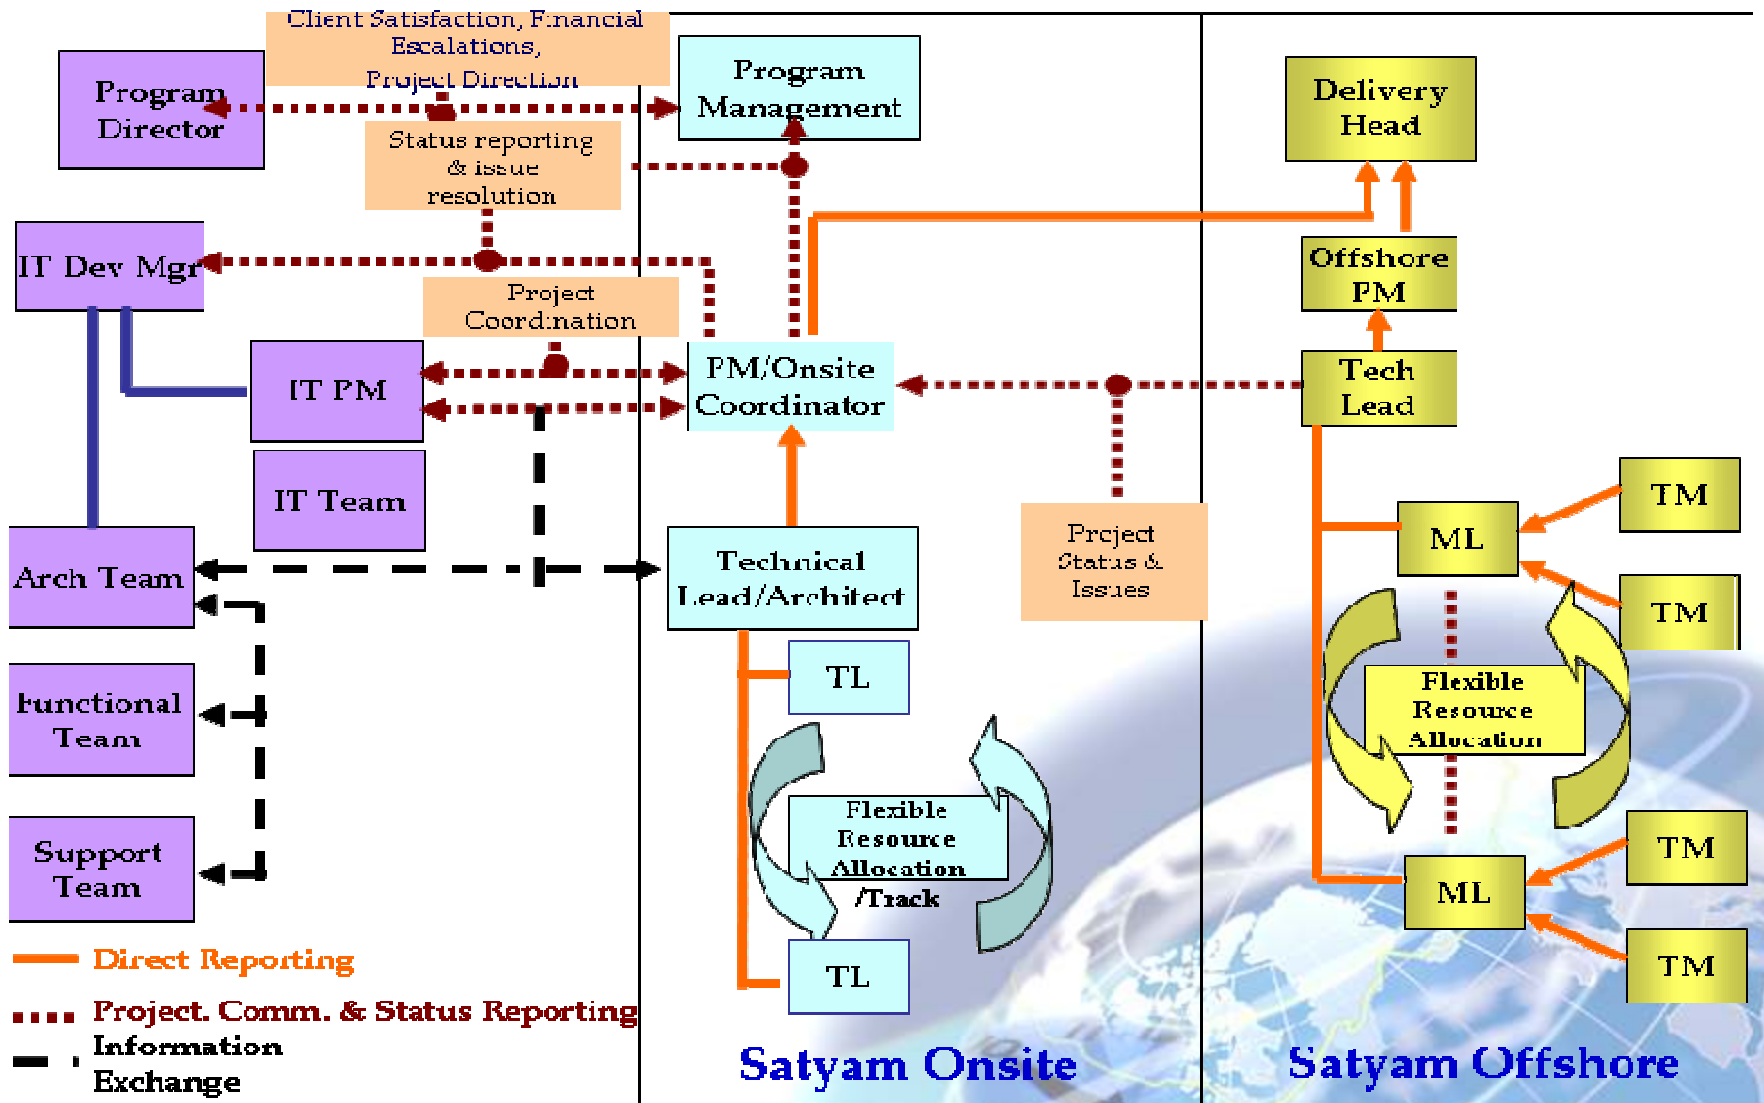 Client Satisfaction, Financial
Escalations,
Project Direction
Program
Director
Program
Management
Delivery
Head
Status reporting
& issue
resolution
IT Dev Mgr
Offshore
PM
Project
Coordination
IT PM
PM/Onsite
Coordinator
Tech
Lead
IT Team
TM
ML
Project
Status &
Issues
Arch Team
Technical
Lead/Architect
TM
TL
Functional
Team
Flexible
Resource
Allocation
Flexible
Resource
Allocation
/Track
Support
Team
TM
ML
TM
TL
Direct Reporting
Project. Comm. & Status Reporting
Information
Exchange
Satyam Onsite
Satyam Offshore